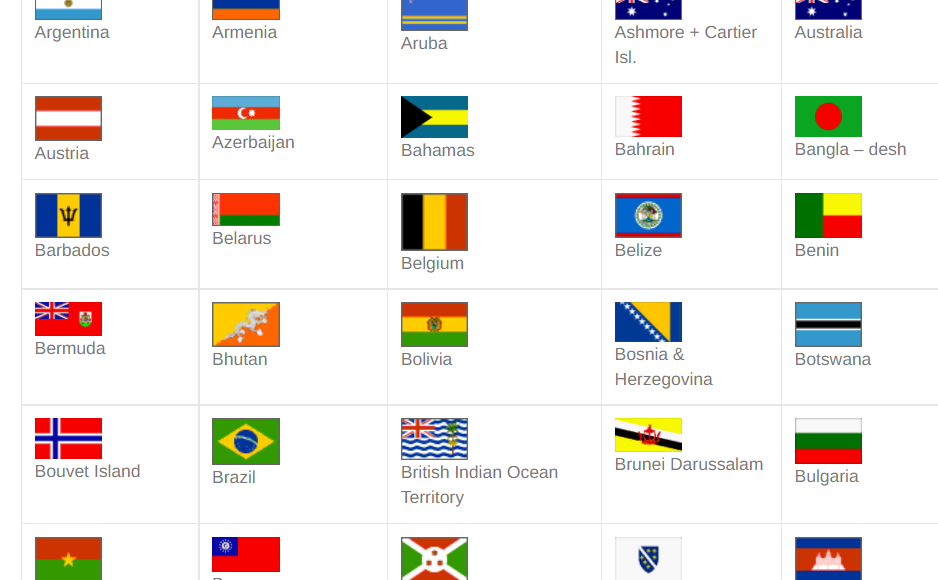 Argentina
Armenia
Aruba
Ashmore + Cartier
Isl.
Australia
Austria
Azerbaijan
Bahamas
Bahrain
Bangla – desh
Barbados
Belarus
Belgium
Belize
Benin
Bermuda
Bhutan
Bolivia
Bosnia &
Herzegovina
Botswana
Bouvet Island
Brazil
British Indian Ocean
Territory
Brunei Darussalam
Bulgaria